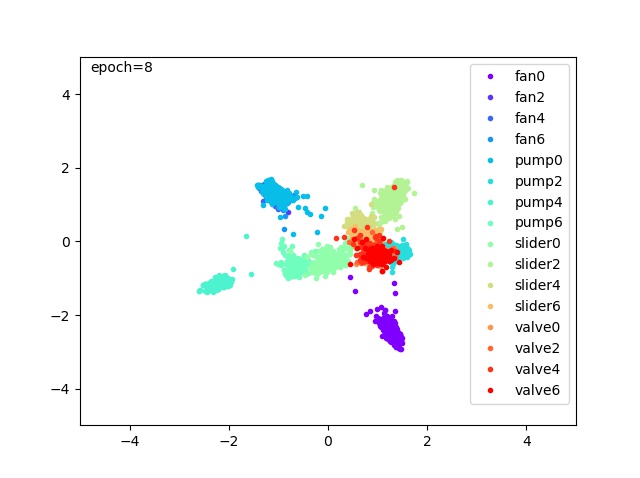 epoch=8
fan0
fan2
fan4
fan6
pump0
pump2
pump4
pump6
slider0
slider2
slider4
slider6
valve0
valve2
valve4
valve6
4
2
0
−2
−4
−4
−2
0
2
4